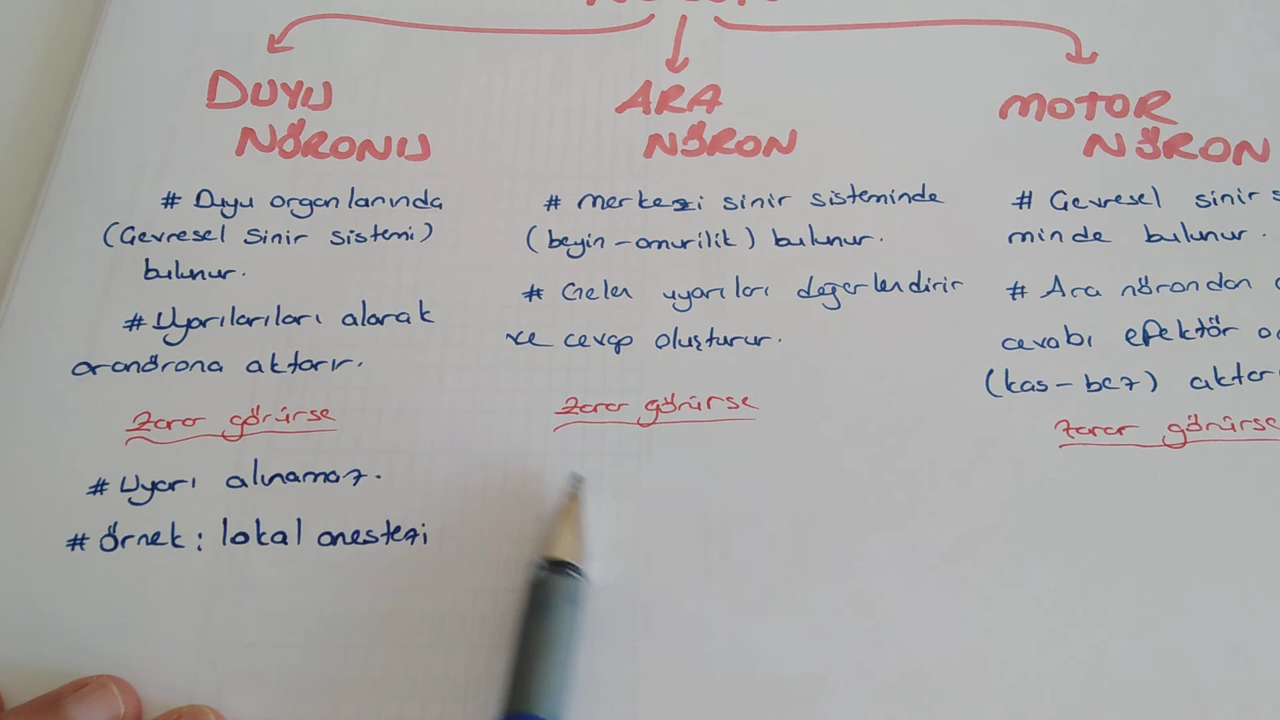 DUYU
NÖRONU
# Duyu organlarında
(Çevresel Sinir sistemi)
bulunur.
# Uyarılarıları alarak
aranörona aktarır.
Zarar görürse
# Uyarı alınamaz.
# Örnek: lokal anestezi
ARA
NÖRON
# Merkezi sinir sisteminde
(beyin-omurilik) bulunur.
# Gelen uyarıları değerlendirir
ve cevap oluşturur.
Zarar görürse
MOTOR
NÖRON
# Çevresel sinir s
minde bulunur.
# Ara nörondan
cevabı efektör
(kas-bez) aktar
Zarar görürse